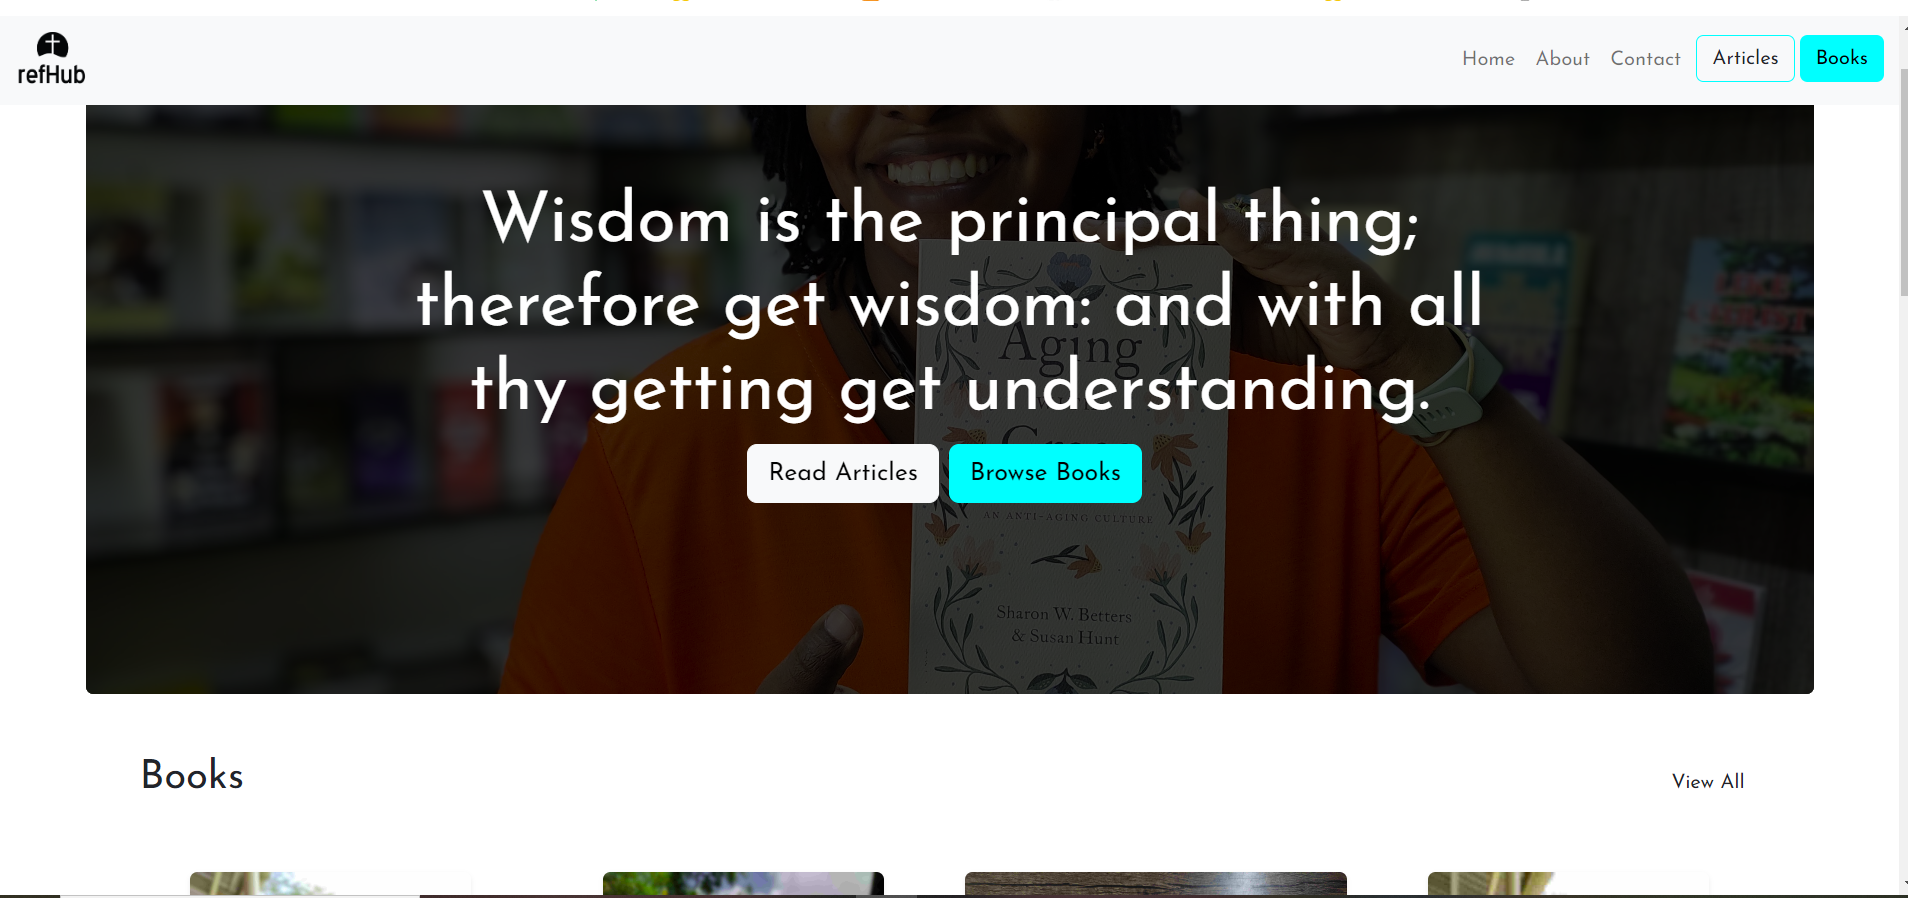 refHub
Home About Contact Articles Books
Wisdom is the principal thing;
therefore get wisdom: and with all
thy getting get understanding.
Aging
Read Articles Browse Books
AN ANTI-AGING CULTURE
Sharon W. Betters
& Susan Hunt
Books View All